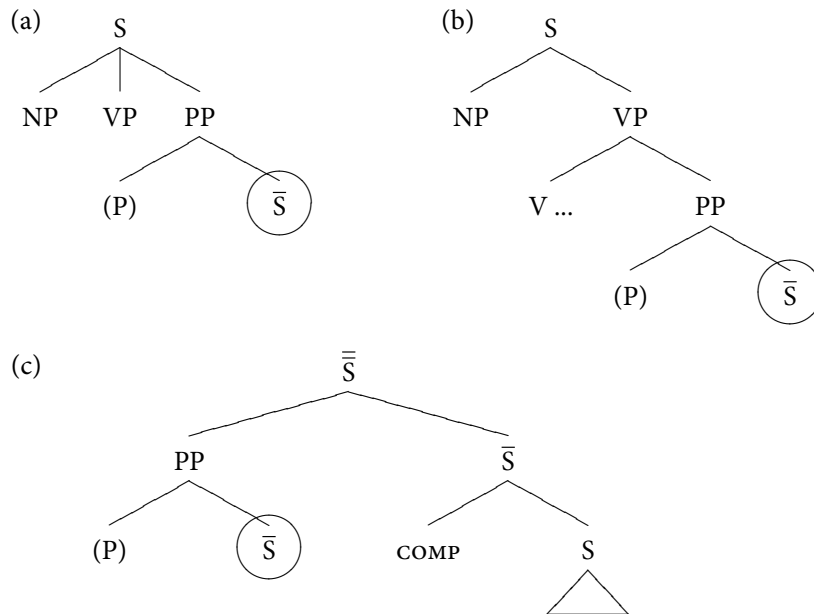 (a) (b)
S S
NP VP PP NP VP
(P) S̅ V ... PP
(P) S̅
(c) S̿
PP S̅
(P) S̅ COMP S